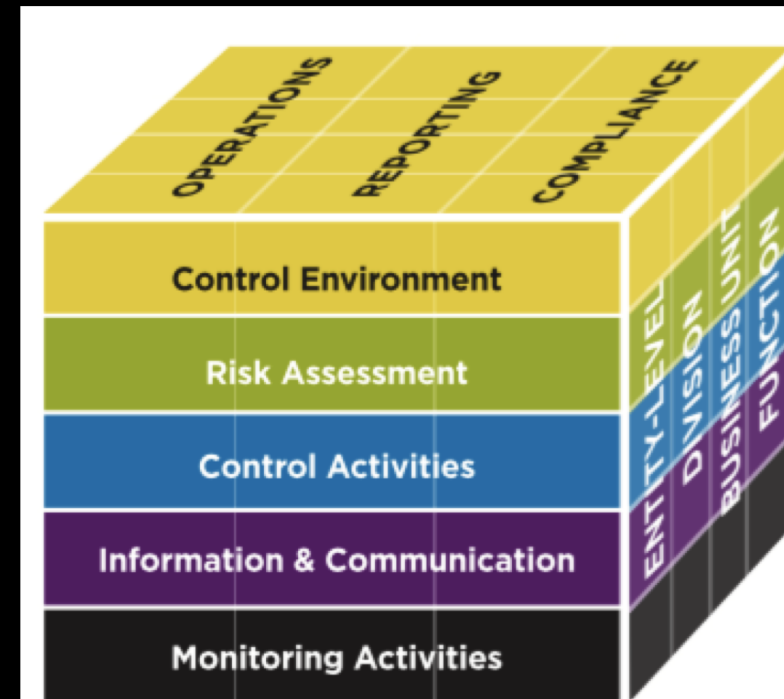 OPERATIONS
REPORTING
COMPLIANCE
Control Environment
Risk Assessment
Control Activities
Information & Communication
Monitoring Activities
ENTITY-LEVEL
DIVISION
BUSINESS UNIT
FUNCTION